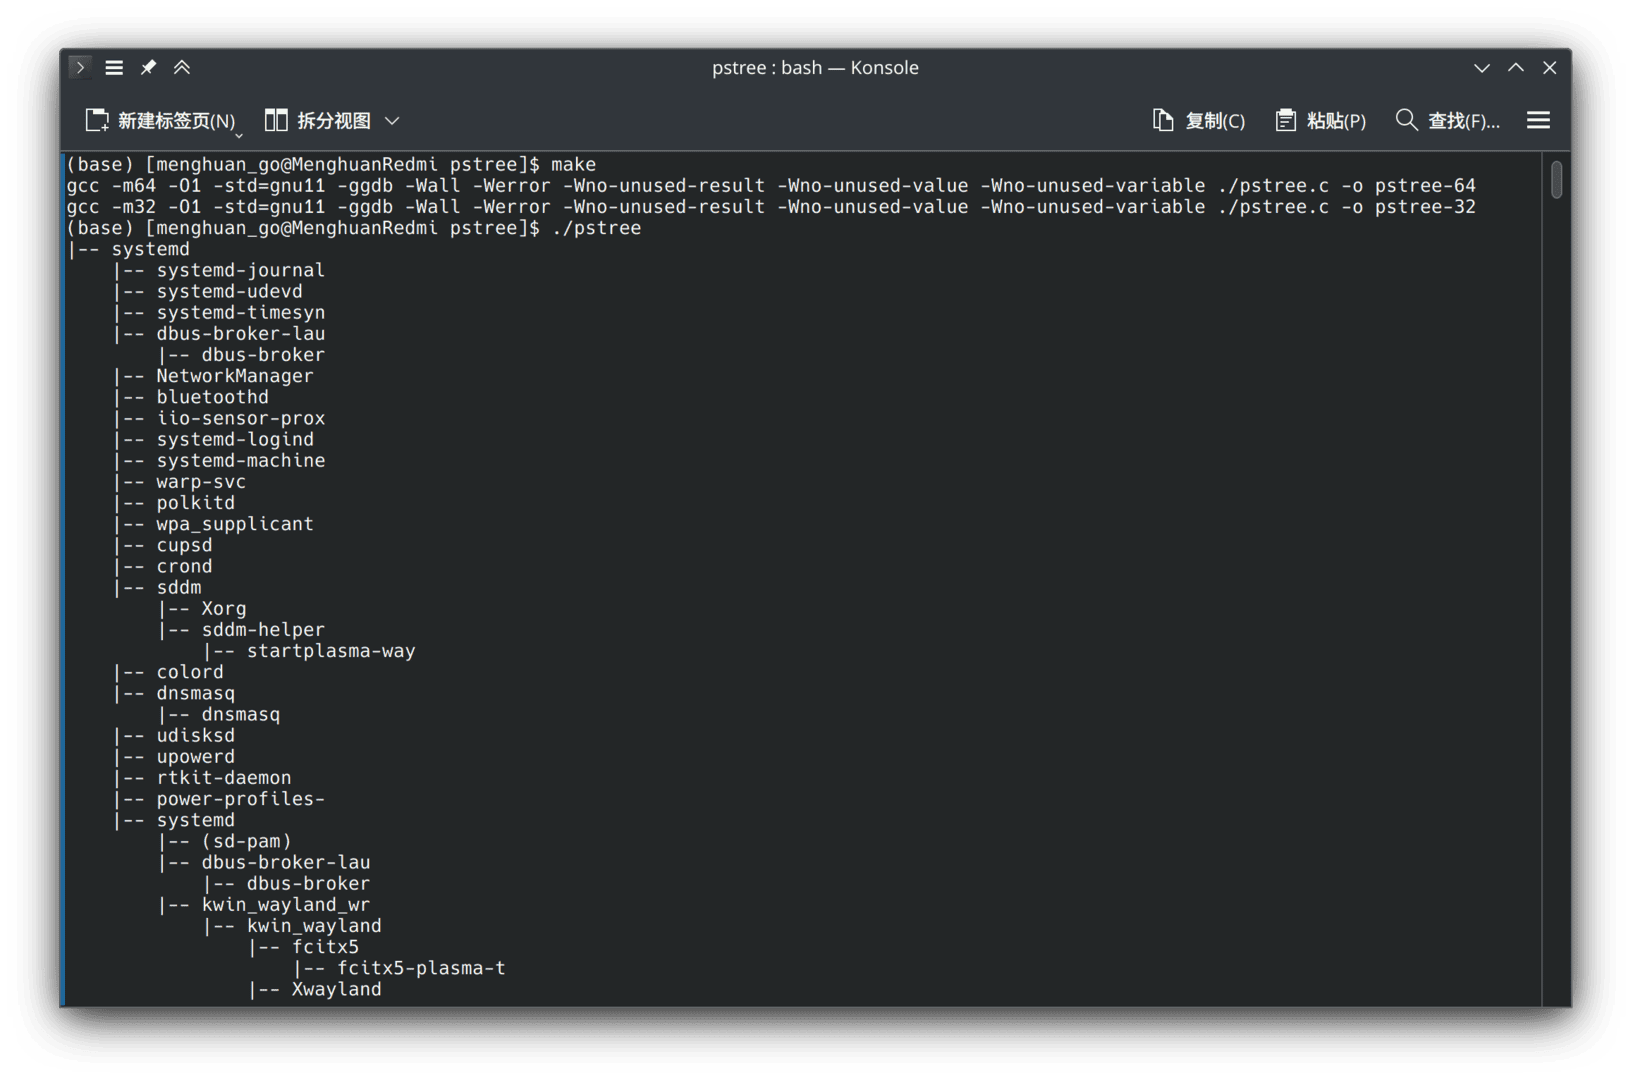 pstree : bash — Konsole
新建标签页(N) 拆分视图 复制(C) 粘贴(P) 查找(F)...
(base) [menghuan_go@MenghuanRedmi pstree]$ make
gcc -m64 -O1 -std=gnu11 -ggdb -Wall -Werror -Wno-unused-result -Wno-unused-value -Wno-unused-variable ./pstree.c -o pstree-64
gcc -m32 -O1 -std=gnu11 -ggdb -Wall -Werror -Wno-unused-result -Wno-unused-value -Wno-unused-variable ./pstree.c -o pstree-32
(base) [menghuan_go@MenghuanRedmi pstree]$ ./pstree
|-- systemd
    |-- systemd-journal
    |-- systemd-udevd
    |-- systemd-timesyn
    |-- dbus-broker-lau
        |-- dbus-broker
    |-- NetworkManager
    |-- bluetoothd
    |-- iio-sensor-prox
    |-- systemd-logind
    |-- systemd-machine
    |-- warp-svc
    |-- polkitd
    |-- wpa_supplicant
    |-- cupsd
    |-- crond
    |-- sddm
        |-- Xorg
        |-- sddm-helper
            |-- startplasma-way
    |-- colord
    |-- dnsmasq
        |-- dnsmasq
    |-- udisksd
    |-- upowerd
    |-- rtkit-daemon
    |-- power-profiles-
    |-- systemd
        |-- (sd-pam)
        |-- dbus-broker-lau
            |-- dbus-broker
        |-- kwin_wayland_wr
            |-- kwin_wayland
                |-- fcitx5
                    |-- fcitx5-plasma-t
                |-- Xwayland